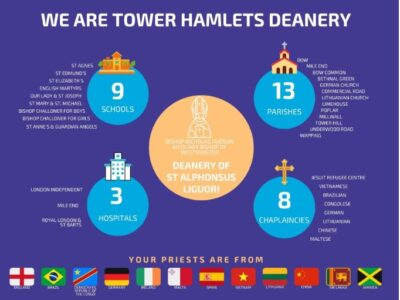 WE ARE TOWER HAMLETS DEANERY
ST AGNES
ST EDMUND'S
ST ELIZABETH'S
ENGLISH MARTYRS
OUR LADY & ST JOSEPH
ST MARY & ST. MICHAEL
BISHOP CHALLONER FOR BOYS
BISHOP CHALLONER FOR GIRLS
ST ANNE'S & GUARDIAN ANGELS
9
SCHOOLS
13
PARISHES
BOW
MILE END
BOW COMMON
BETHNAL GREEN
GERMAN CHURCH
COMMERCIAL ROAD
LITHUANIAN CHURCH
LIMEHOUSE
POPLAR
MILLWALL
TOWER HILL
UNDERWOOD ROAD
WAPPING
BISHOP NICHOLAS HUDSON
AUXILIARY BISHOP OF
WESTMINSTER
DEANERY OF
ST ALPHONSUS
LIGUORI
LONDON INDEPENDENT
MILE END
ROYAL LONDON &
ST BARTS
3
HOSPITALS
8
CHAPLAINCIES
JESUIT REFUGEE CENTRE
VIETNAMESE
BRAZILIAN
CONGOLESE
GERMAN
LITHUANIAN
CHINESE
MALTESE
YOUR PRIESTS ARE FROM
ENGLAND
BRAZIL
DEMOCRATIC
REPUBLIC OF
THE CONGO
GERMANY
IRELAND
MALTA
SPAIN
VIETNAM
LITHUANIA
CHINA
SRI LANKA
JAMAICA